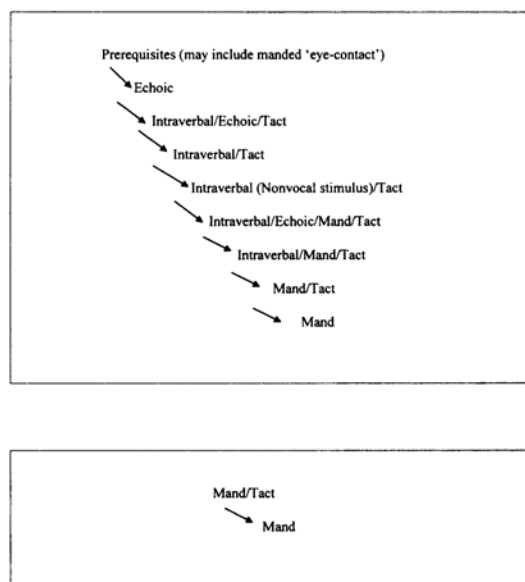 Prerequisites (may include manded 'eye-contact')
Echoic
Intraverbal/Echoic/Tact
Intraverbal/Tact
Intraverbal (Nonvocal stimulus)/Tact
Intraverbal/Echoic/Mand/Tact
Intraverbal/Mand/Tact
Mand/Tact
Mand
Mand/Tact
Mand